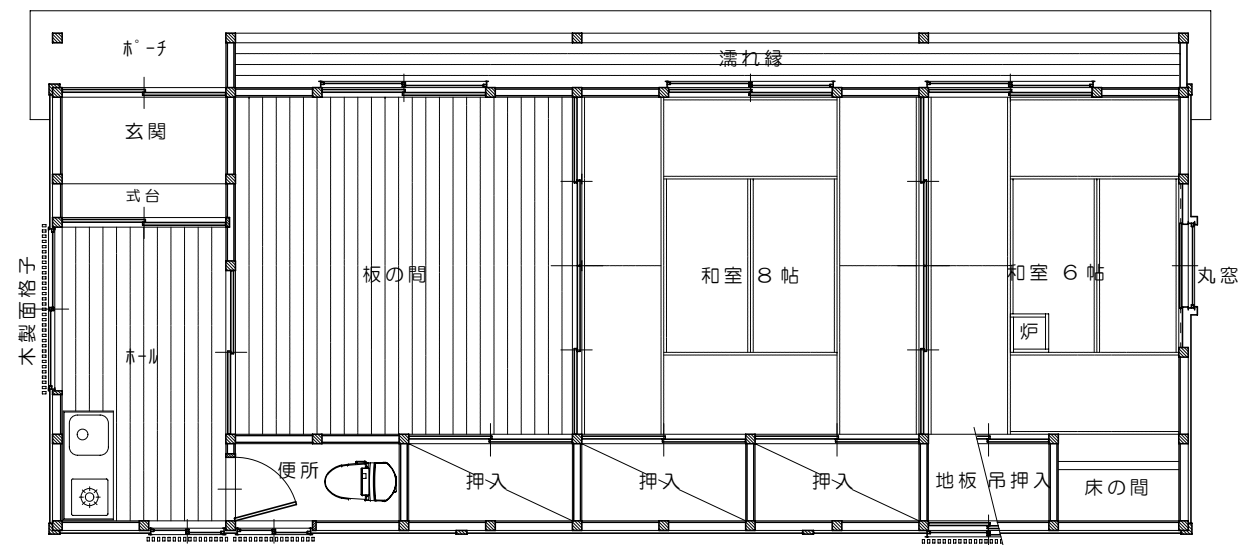 ﾎﾟｰﾁ
濡れ縁
玄関
式台
木製面格子
ﾎｰﾙ
板の間
和室 8 帖
和室 6 帖
炉
丸窓
便所
押入
押入
押入
地板
吊押入
床の間